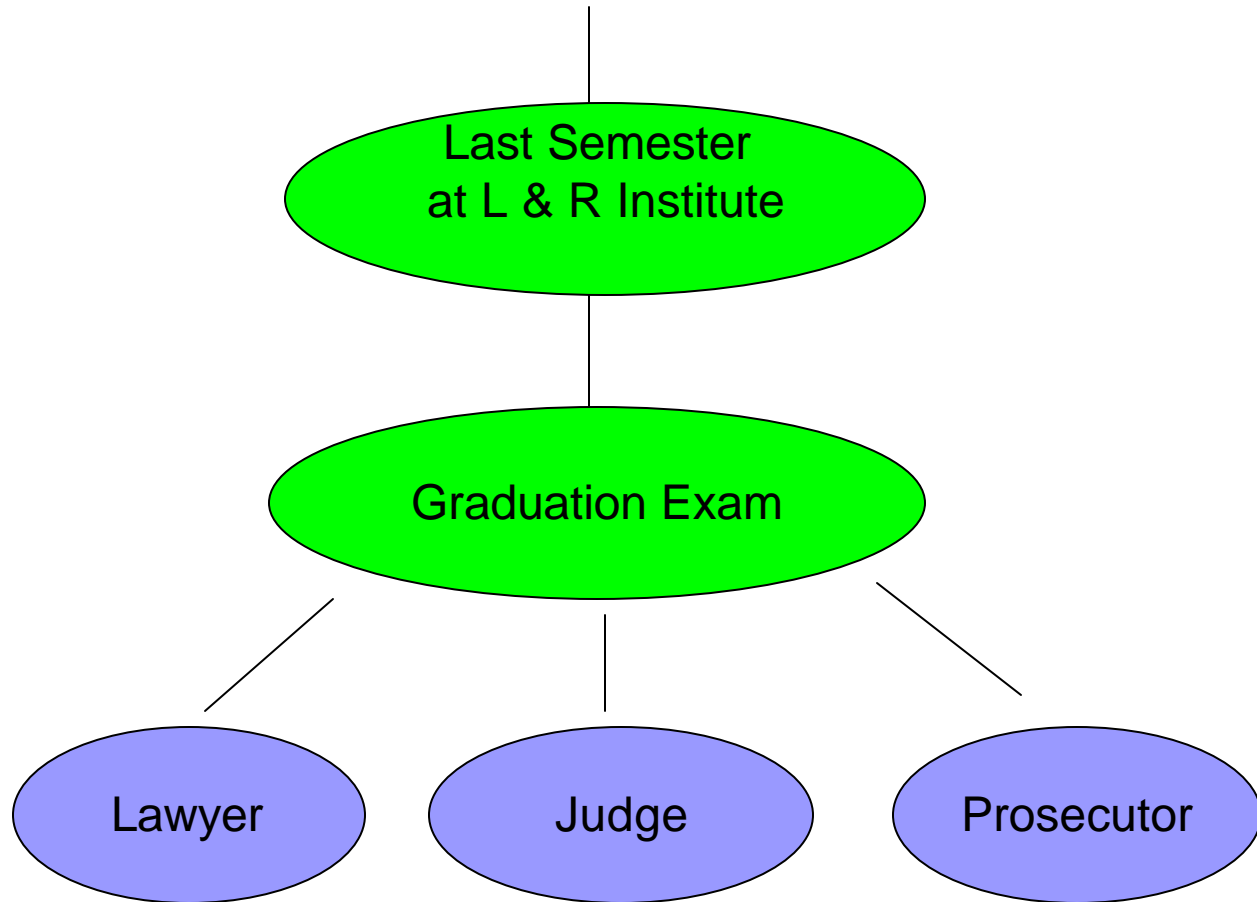 Last Semester
at L & R Institute
Graduation Exam
Lawyer
Judge
Prosecutor